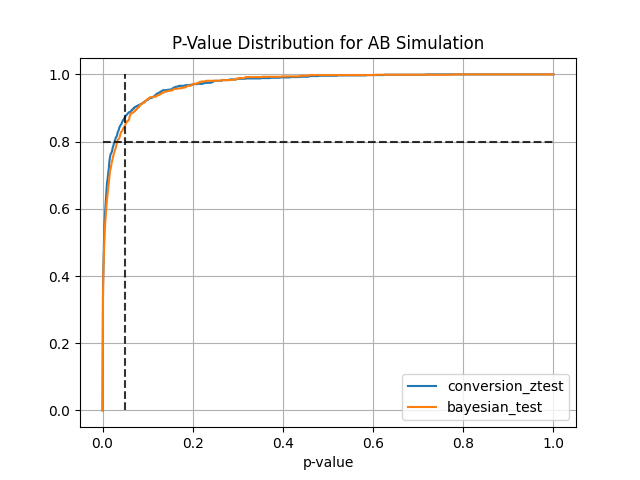 P-Value Distribution for AB Simulation
1.0
0.8
0.6
0.4
0.2
0.0
conversion_ztest
bayesian_test
0.0 0.2 0.4 0.6 0.8 1.0
p-value